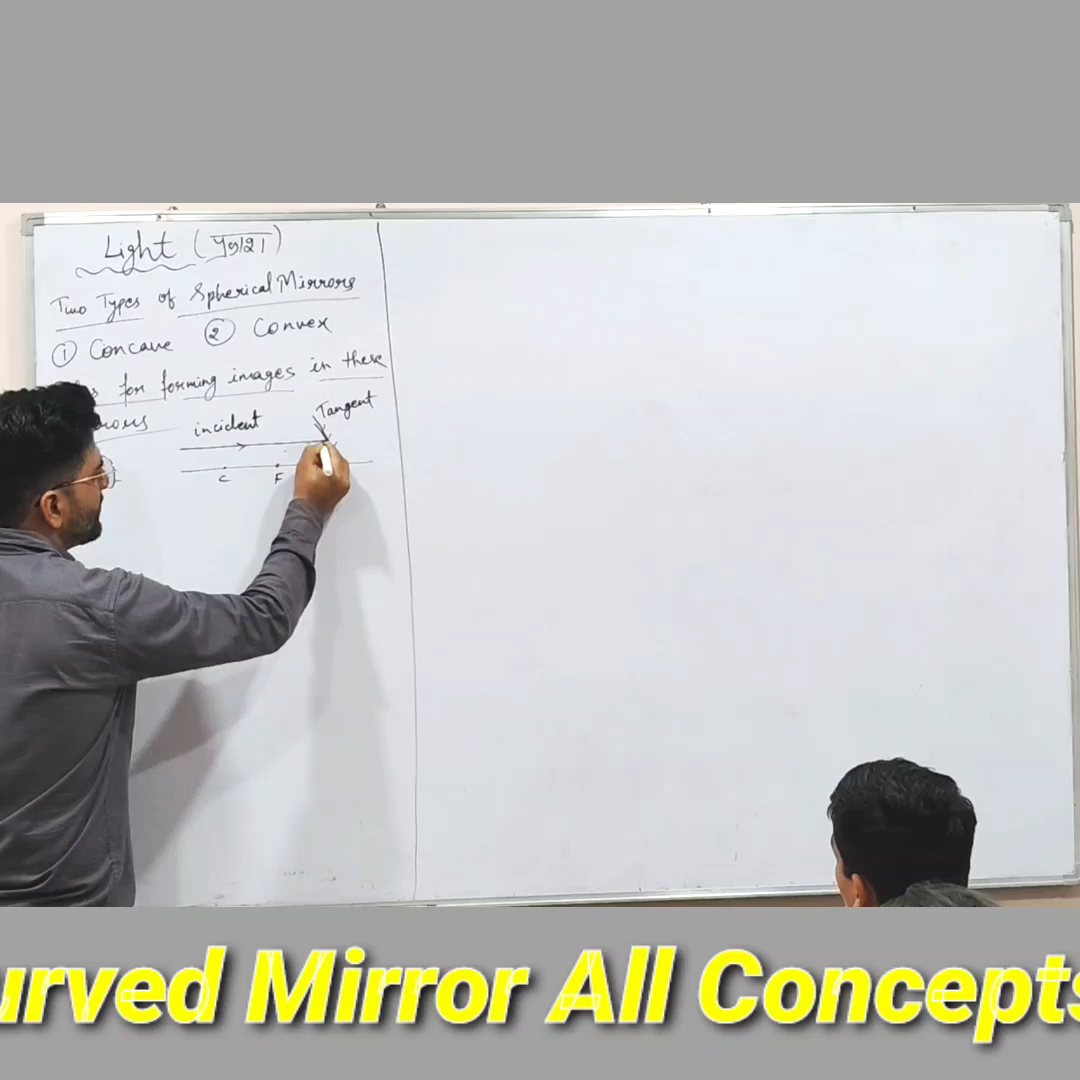 Light (प्रकाश)
Two Types of Spherical Mirrors
① Concave ② Convex
for forming images in these
Tangent
incident
C F
urved Mirror All Concepts